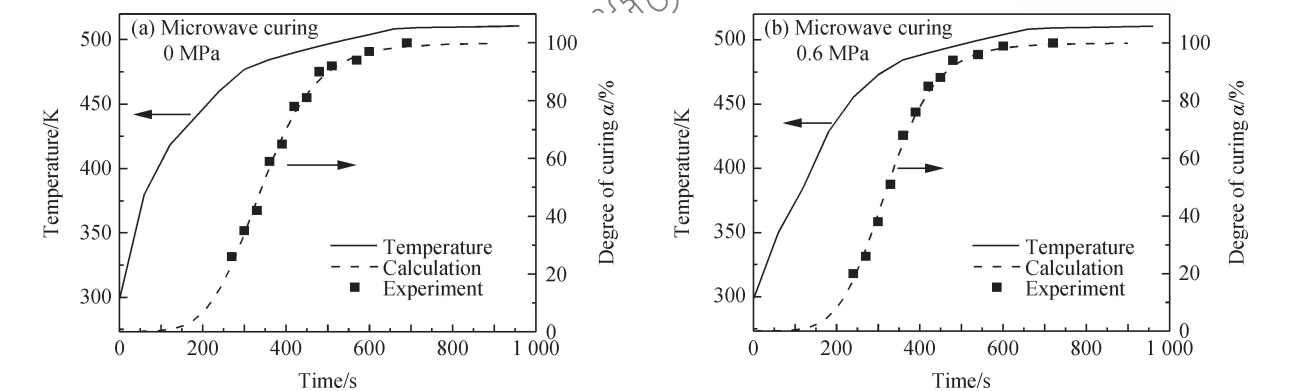 (a) Microwave curing
0 MPa
500
450
400
350
300
Temperature/K
100
80
60
40
20
0
Degree of curing α/%
Temperature
Calculation
Experiment
0 200 400 600 800 1 000
Time/s
(b) Microwave curing
0.6 MPa
500
450
400
350
300
Temperature/K
100
80
60
40
20
0
Degree of curing α/%
Temperature
Calculation
Experiment
0 200 400 600 800 1 000
Time/s